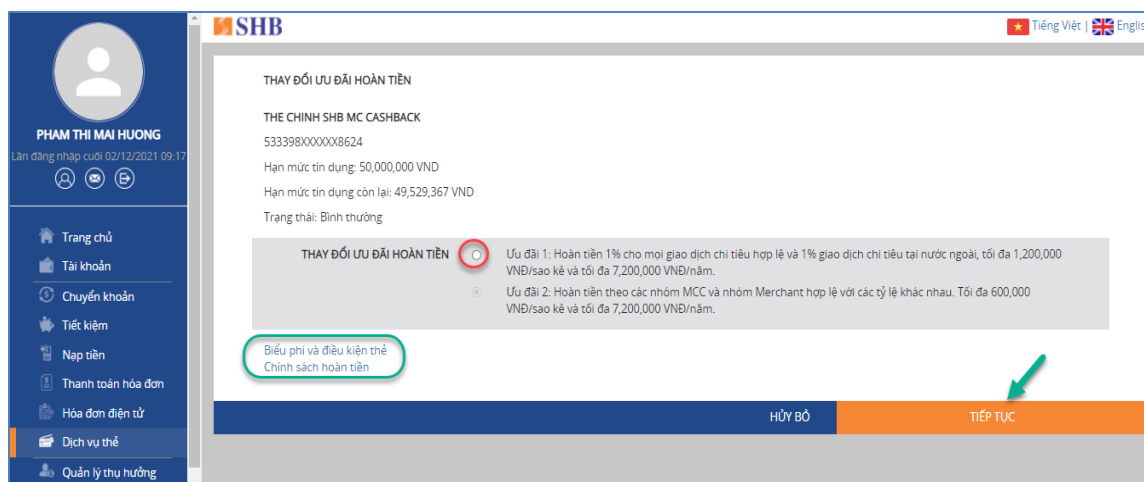 SHB
Tiếng Việt | Englis
PHAM THI MAI HUONG
Lần đăng nhập cuối 02/12/2021 09:17
Trang chủ
Tài khoản
Chuyển khoản
Tiết kiệm
Nạp tiền
Thanh toán hóa đơn
Hóa đơn điện tử
Dịch vụ thẻ
Quản lý thụ hưởng
THAY ĐỔI ƯU ĐÃI HOÀN TIỀN
THE CHINH SHB MC CASHBACK
533398XXXXXX8624
Hạn mức tín dụng: 50,000,000 VND
Hạn mức tín dụng còn lại: 49,529,367 VND
Trạng thái: Bình thường
THAY ĐỔI ƯU ĐÃI HOÀN TIỀN
Ưu đãi 1: Hoàn tiền 1% cho mọi giao dịch chi tiêu hợp lệ và 1% giao dịch chi tiêu tại nước ngoài, tối đa 1,200,000
VNĐ/sao kê và tối đa 7,200,000 VNĐ/năm.
Ưu đãi 2: Hoàn tiền theo các nhóm MCC và nhóm Merchant hợp lệ với các tỷ lệ khác nhau. Tối đa 600,000
VNĐ/sao kê và tối đa 7,200,000 VNĐ/năm.
Biểu phí và điều kiện thẻ
Chính sách hoàn tiền
HỦY BỎ
TIẾP TỤC